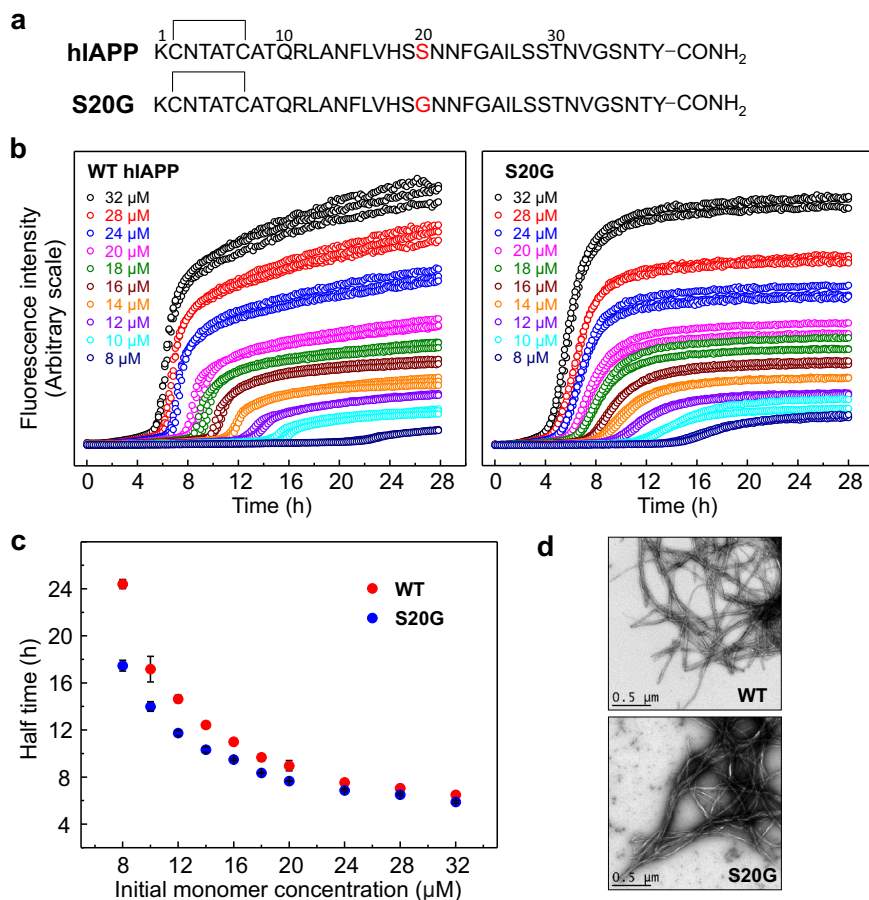 a
1 10 20 30
hIAPP KCNTATCATQRLANFLVHSSNNFGAILSSTNVGSNTY–CONH2
S20G KCNTATCATQRLANFLVHSGNNFGAILSSTNVGSNTY–CONH2
b
Fluorescence intensity
(Arbitrary scale)
WT hIAPP
32 µM
28 µM
24 µM
20 µM
18 µM
16 µM
14 µM
12 µM
10 µM
8 µM
0 4 8 12 16 20 24 28
Time (h)
S20G
32 µM
28 µM
24 µM
20 µM
18 µM
16 µM
14 µM
12 µM
10 µM
8 µM
0 4 8 12 16 20 24 28
Time (h)
c
Half time (h)
24
20
16
12
8
4
WT
S20G
8 12 16 20 24 28 32
Initial monomer concentration (µM)
d
0.5 µm
WT
0.5 µm
S20G